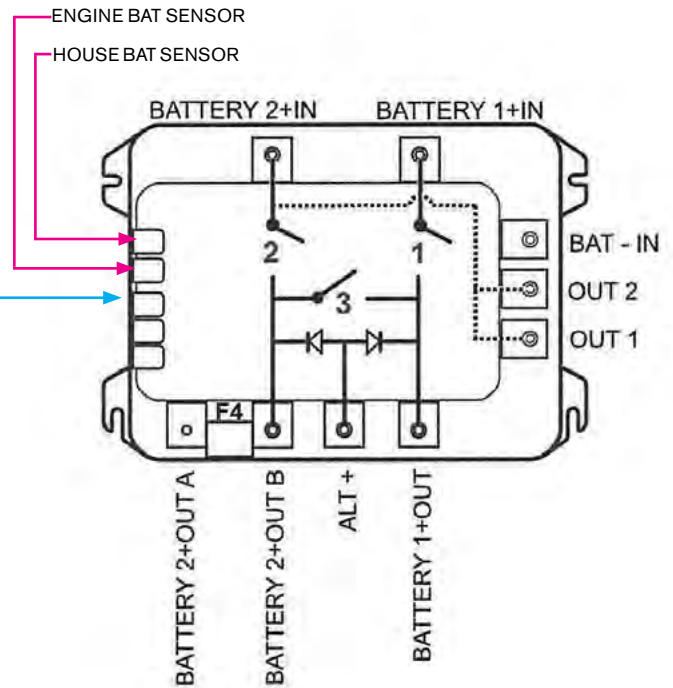 ENGINE BAT SENSOR
HOUSE BAT SENSOR
BATTERY 2+IN
BATTERY 1+IN
2
1
BAT - IN
3
OUT 2
OUT 1
F4
BATTERY 2+OUT A
BATTERY 2+OUT B
ALT +
BATTERY 1+OUT